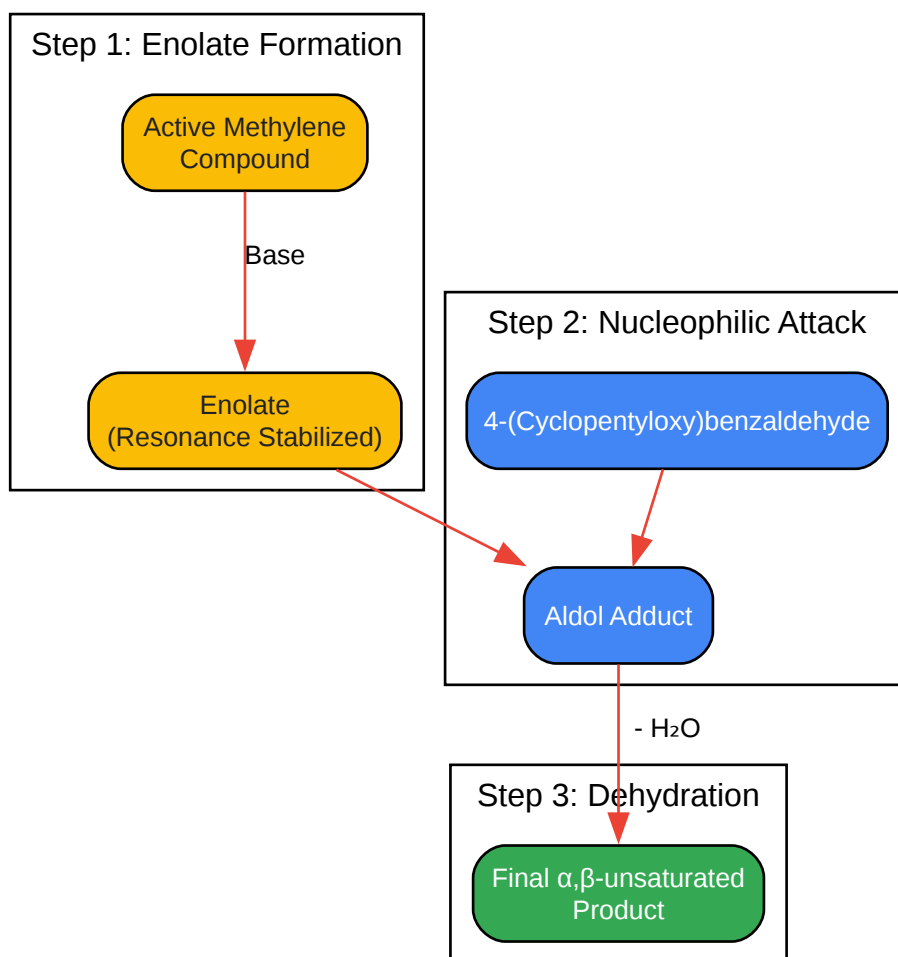 Step 1: Enolate Formation
Active Methylene
Compound
Base
Enolate
(Resonance Stabilized)
Step 2: Nucleophilic Attack
4-(Cyclopentyloxy)benzaldehyde
Aldol Adduct
- H₂O
Step 3: Dehydration
Final α,β-unsaturated
Product